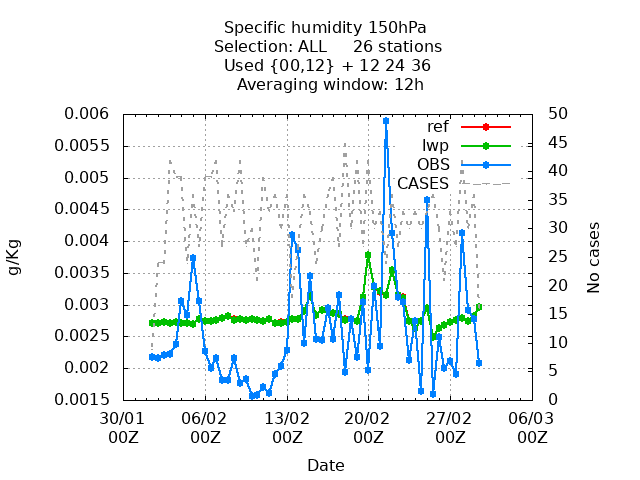 Specific humidity 150hPa
Selection: ALL     26 stations
Used {00,12} + 12 24 36
Averaging window: 12h
ref
lwp
OBS
CASES
g/Kg
0.006
0.0055
0.005
0.0045
0.004
0.0035
0.003
0.0025
0.002
0.0015
50
45
40
35
30
25
20
15
10
5
0
No cases
30/01 06/02 13/02 20/02 27/02 06/03
00Z 00Z 00Z 00Z 00Z 00Z
Date